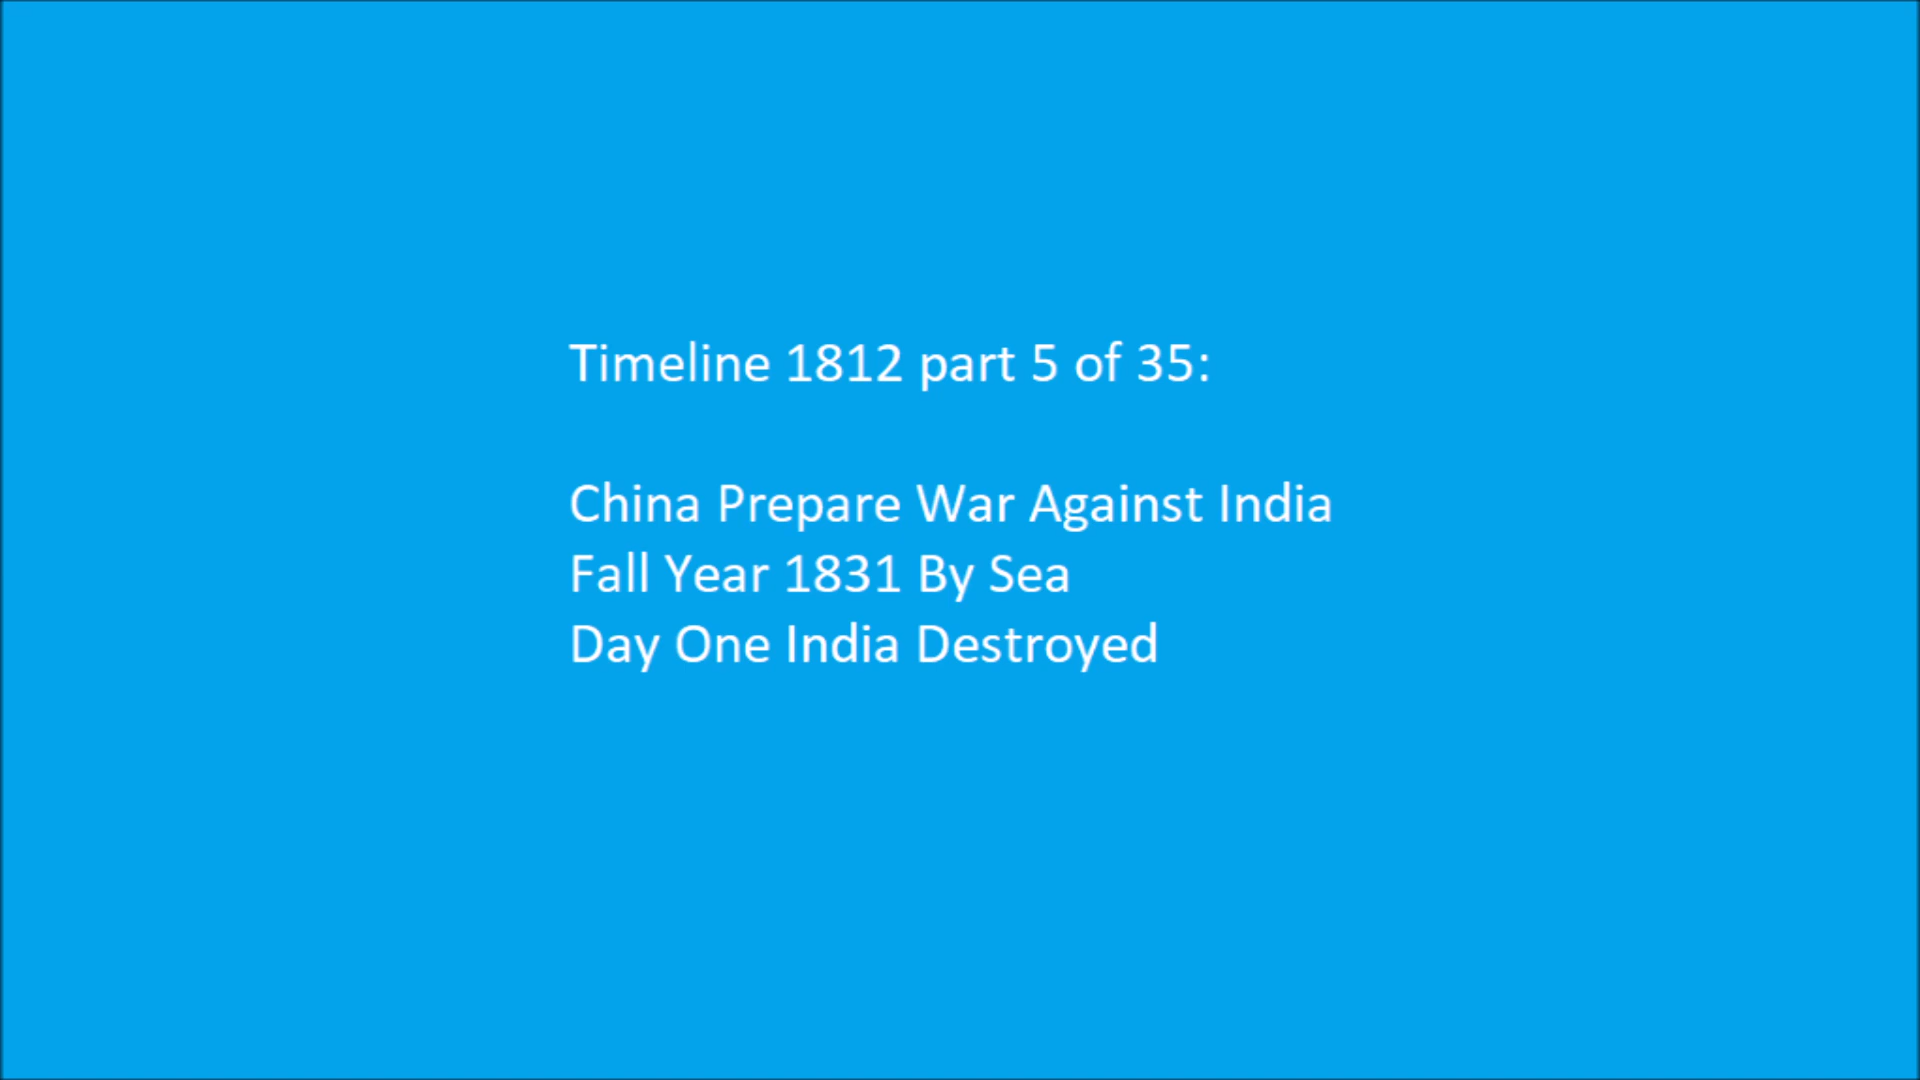 Timeline 1812 part 5 of 35:
China Prepare War Against India
Fall Year 1831 By Sea
Day One India Destroyed